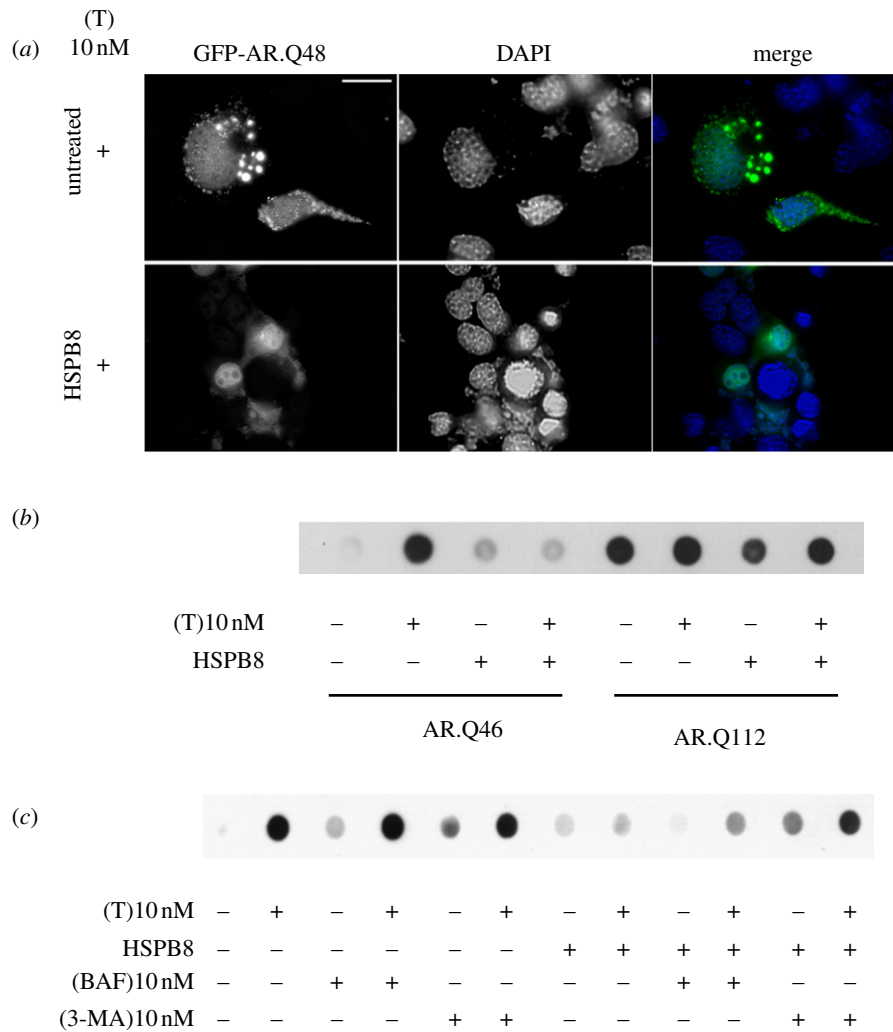 (T)
10 nM
(a) GFP-AR.Q48 DAPI merge
untreated +
HSPB8 +
(b)
(T)10 nM – + – + – + – +
HSPB8 – – + + – – + +
AR.Q46 AR.Q112
(c)
(T)10 nM – + – + – + – + – + – +
HSPB8 – – – – – – + + + + + +
(BAF)10 nM – – + + – – – – + + – –
(3-MA)10 nM – – – – + + – – – – + +